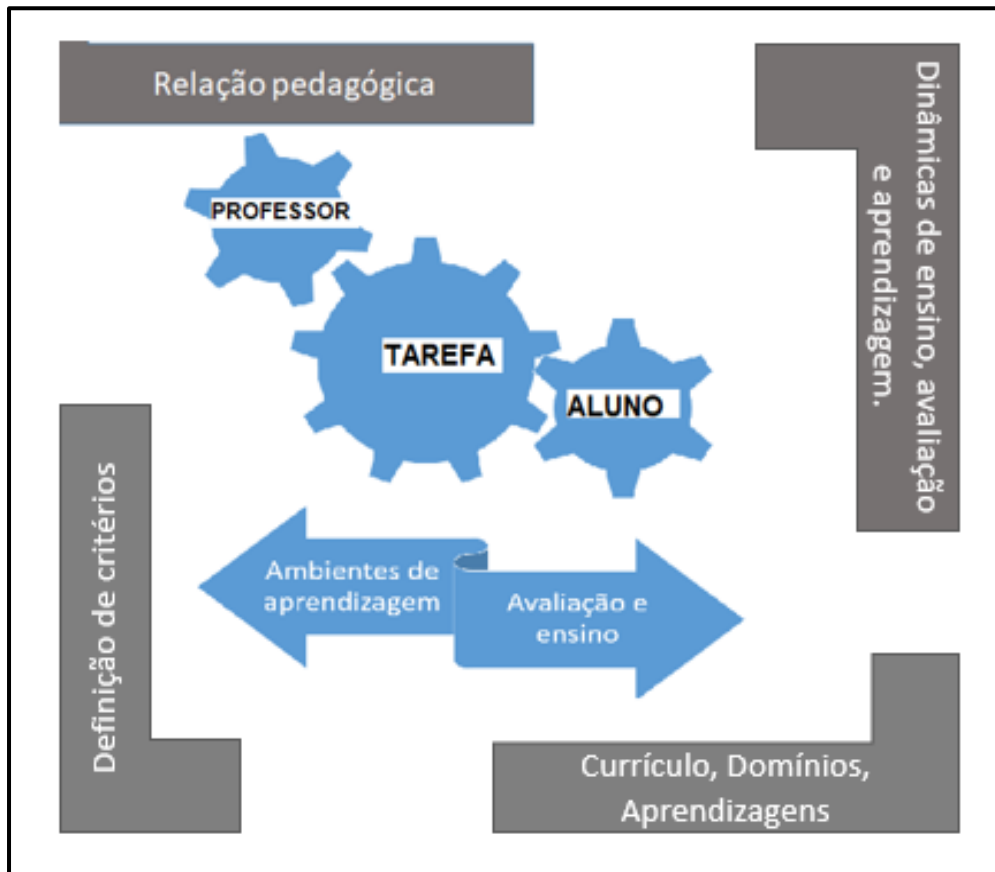 Relação pedagógica
Dinâmicas de ensino, avaliação
e aprendizagem.
PROFESSOR
TAREFA
ALUNO
Definição de critérios
Ambientes de
aprendizagem
Avaliação e
ensino
Currículo, Domínios,
Aprendizagens